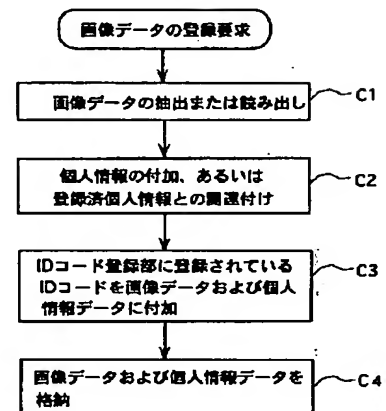 画像データの登録要求
画像データの抽出または読み出し
C1
個人情報の付加、あるいは
登録済個人情報との関連付け
C2
IDコード登録部に登録されている
IDコードを画像データおよび個人
情報データに付加
C3
画像データおよび個人情報データを
格納
C4